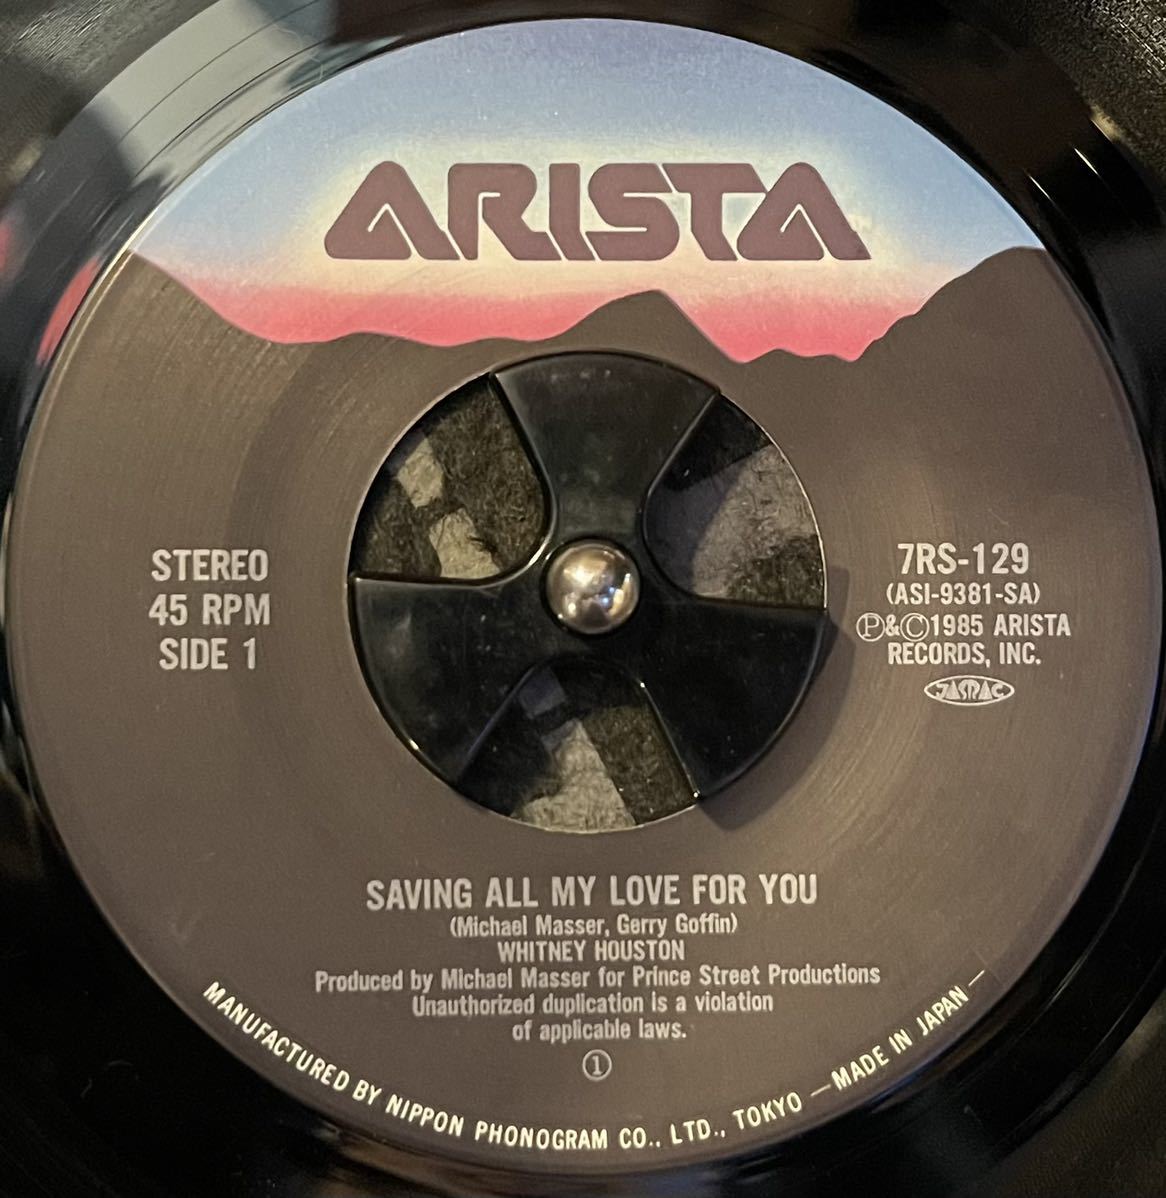 ARISTA
STEREO
45 RPM
SIDE 1
7RS-129
(ASI-9381-SA)
Ⓟ&Ⓒ1985 ARISTA
RECORDS, INC.
JASRAC
SAVING ALL MY LOVE FOR YOU
(Michael Masser, Gerry Goffin)
WHITNEY HOUSTON
Produced by Michael Masser for Prince Street Productions
Unauthorized duplication is a violation
of applicable laws.
①
MANUFACTURED BY NIPPON PHONOGRAM CO., LTD., TOKYO —MADE IN JAPAN—